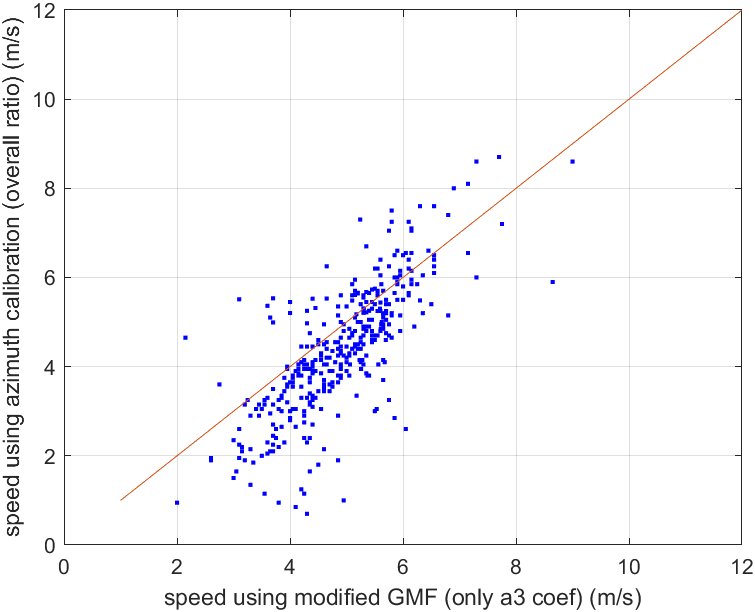 speed using azimuth calibration (overall ratio) (m/s)
12
10
8
6
4
2
0
0 2 4 6 8 10 12
speed using modified GMF (only a3 coef) (m/s)